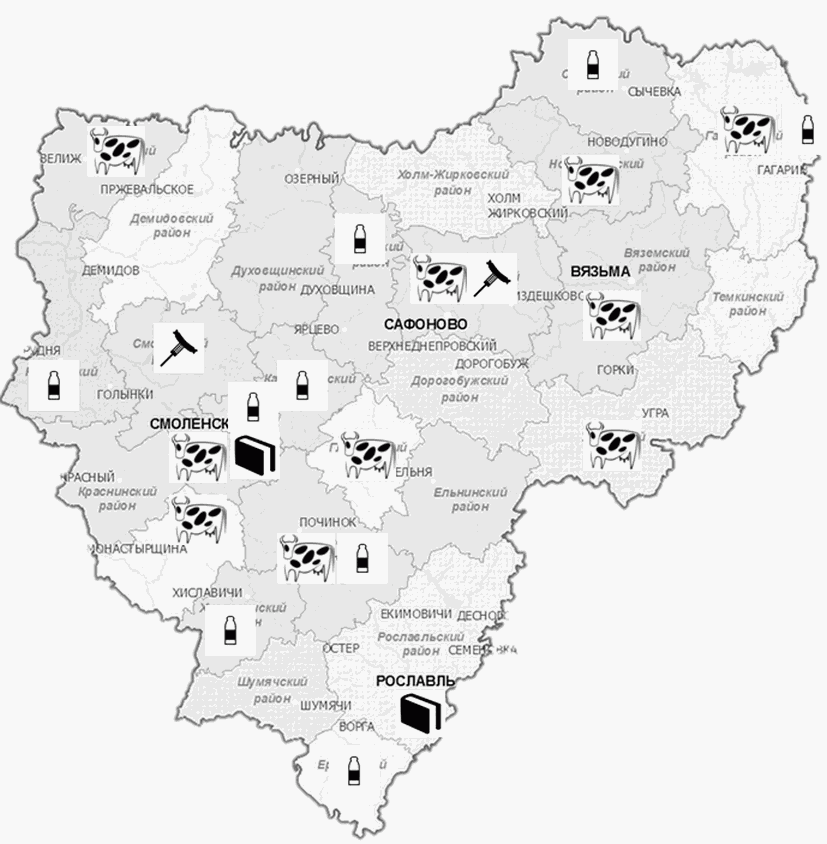 СЫЧЕВКА
НОВОДУГИНО
ГАГАРИН
ВЕЛИЖ
ПРЖЕВАЛЬСКОЕ
ОЗЕРНЫЙ
Холм-Жирковский
район
ХОЛМ
ЖИРКОВСКИЙ
Демидовский
район
ДЕМИДОВ
Духовщинский
район
ДУХОВЩИНА
ВЯЗЬМА
Вяземский
район
ИЗДЕШКОВО
Темкинский
район
САФОНОВО
ЯРЦЕВО
ВЕРХНЕДНЕПРОВСКИЙ
ДОРОГОБУЖ
Дорогобужский
район
ГОРКИ
УГРА
ГОЛЫНКИ
СМОЛЕНСК
ЕЛЬНЯ
КРАСНЫЙ
Краснинский
район
Ельнинский
район
ПОЧИНОК
МОНАСТЫРЩИНА
ХИСЛАВИЧИ
ЕКИМОВИЧИ
Рославльский
район
РОСЛАВЛЬ
Шумячский
район
ШУМЯЧИ
ВОРГА